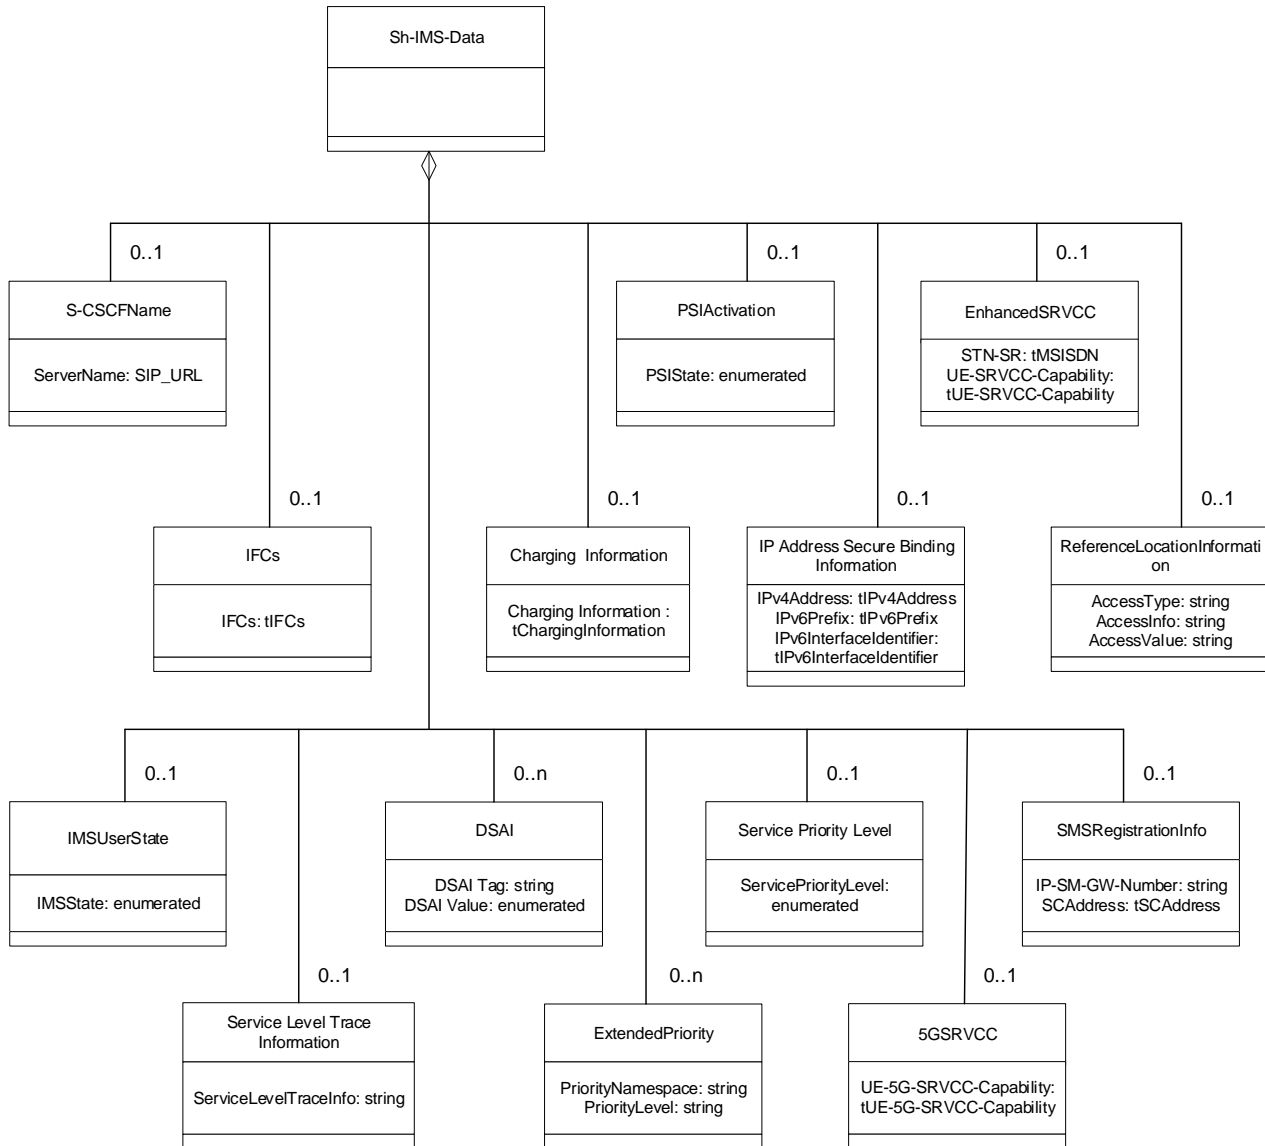 Sh-IMS-Data
0..1
0..1
0..1
S-CSCFName
ServerName: SIP_URL
PSIActivation
PSIState: enumerated
EnhancedSRVCC
STN-SR: tMSISDN
UE-SRVCC-Capability:
tUE-SRVCC-Capability
0..1
0..1
0..1
0..1
IFCs
IFCs: tIFCs
Charging Information
Charging Information :
tChargingInformation
IP Address Secure Binding
Information
IPv4Address: tIPv4Address
IPv6Prefix: tIPv6Prefix
IPv6InterfaceIdentifier:
tIPv6InterfaceIdentifier
ReferenceLocationInformati
on
AccessType: string
AccessInfo: string
AccessValue: string
0..1
0..n
0..1
0..1
IMSUserState
IMSState: enumerated
DSAI
DSAI Tag: string
DSAI Value: enumerated
Service Priority Level
ServicePriorityLevel:
enumerated
SMSRegistrationInfo
IP-SM-GW-Number: string
SCAddress: tSCAddress
0..1
0..n
0..1
Service Level Trace
Information
ServiceLevelTraceInfo: string
ExtendedPriority
PriorityNamespace: string
PriorityLevel: string
5GSRVCC
UE-5G-SRVCC-Capability:
tUE-5G-SRVCC-Capability